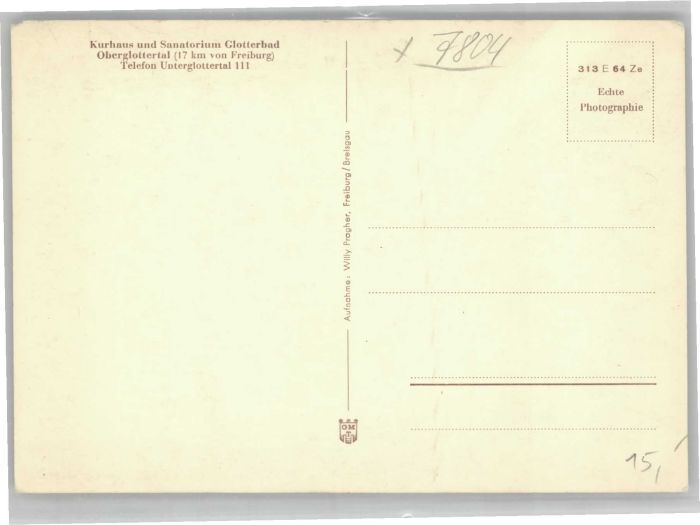 Kurhaus und Sanatorium Glotterbad
Oberglottertal (17 km von Freiburg)
Telefon Unterglottertal 111
x 7804
313 E 64 Ze
Echte
Photographie
Aufnahme: Willy Pragher, Freiburg/Breisgau
OM
15,